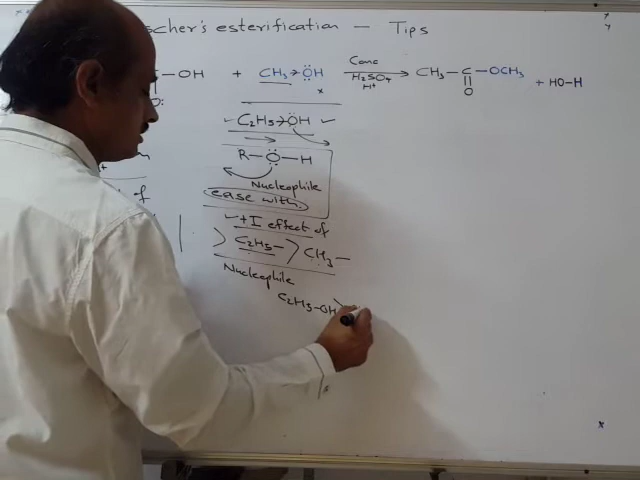 scher's esterification – Tips
C–OH + CH₃→ÖH Conc H₂SO₄ H⁺ → CH₃–C–OCH₃ + HO–H
O: x O
✓ C₂H₅→ÖH ✓
R–Ö–H
Nucleophile
ease with.
✓ +I effect of
> C₂H₅– > CH₃–
Nucleophile
C₂H₅–OH >